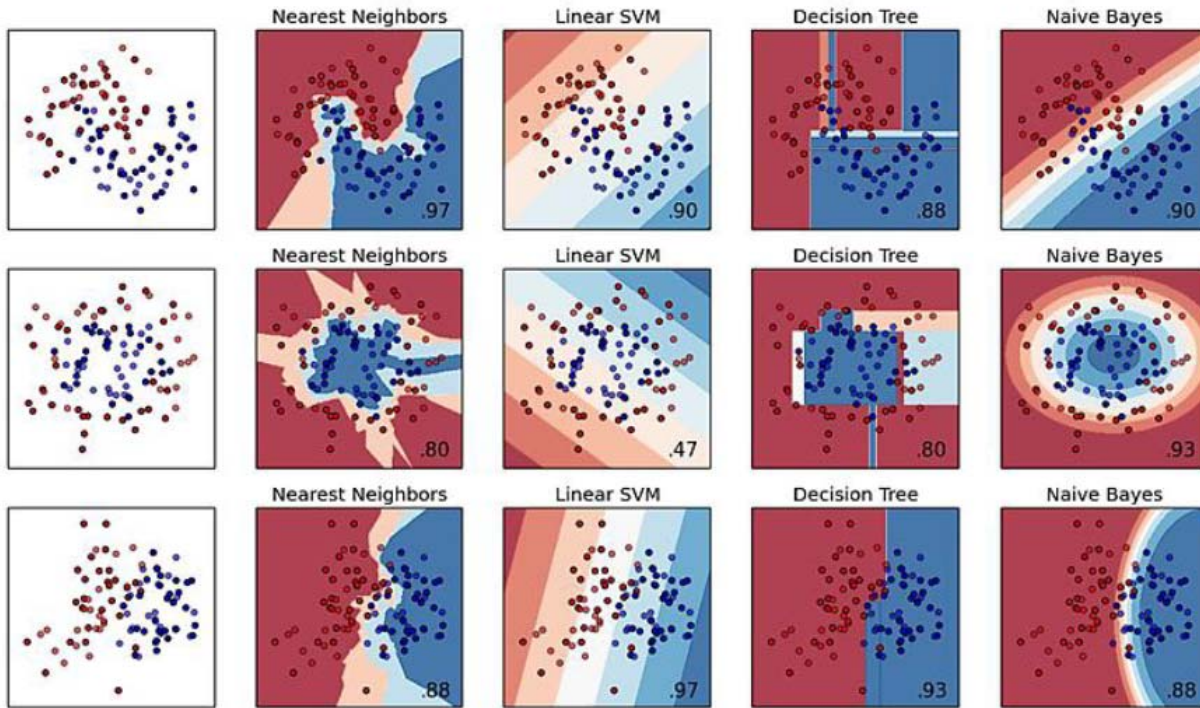 Nearest Neighbors Linear SVM Decision Tree Naive Bayes
.97 .90 .88 .90
Nearest Neighbors Linear SVM Decision Tree Naive Bayes
.80 .47 .80 .93
Nearest Neighbors Linear SVM Decision Tree Naive Bayes
.88 .97 .93 .88